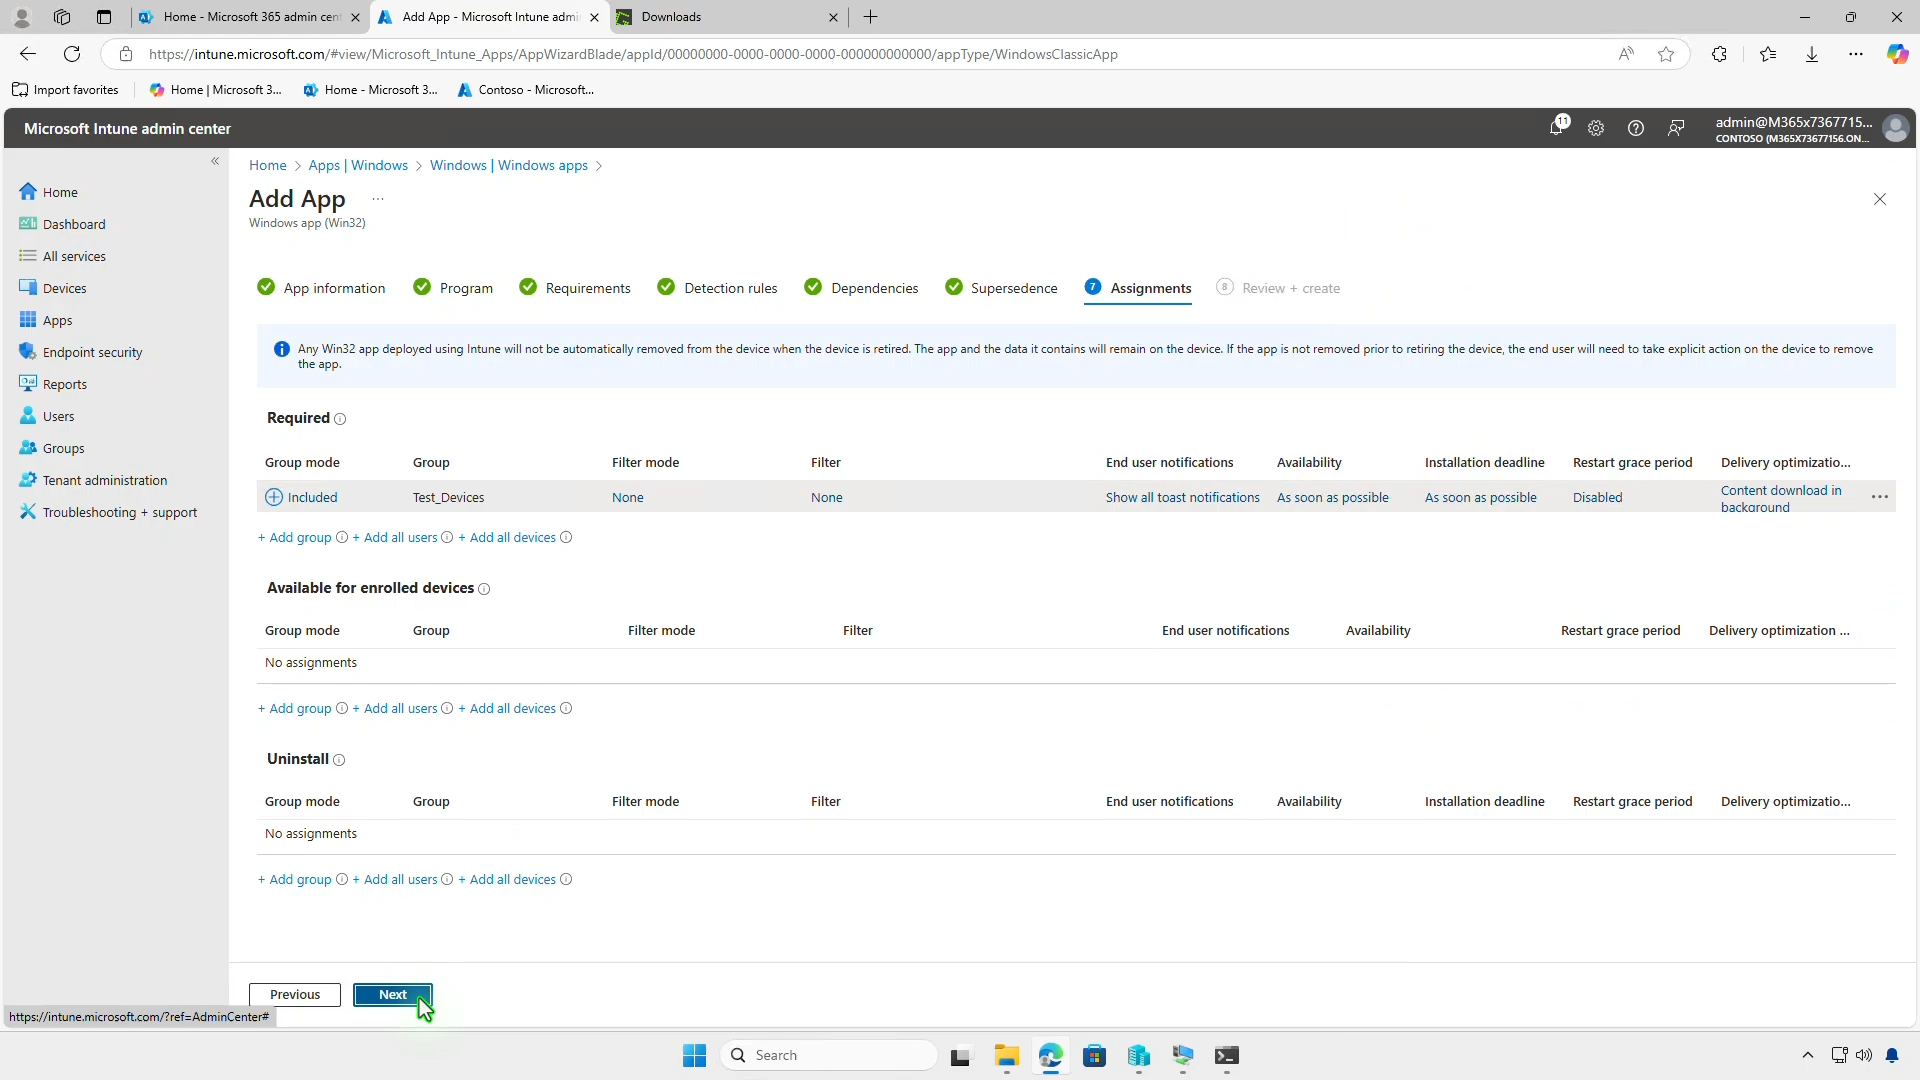 Home - Microsoft 365 admin cent
Add App - Microsoft Intune admi
Downloads
https://intune.microsoft.com/#view/Microsoft_Intune_Apps/AppWizardBlade/appId/00000000-0000-0000-0000-000000000000/appType/WindowsClassicApp
Import favorites
Home | Microsoft 3...
Home - Microsoft 3...
Contoso - Microsoft...
Microsoft Intune admin center
11
admin@M365x7367715...
CONTOSO (M365X73677156.ON...
Home
Dashboard
All services
Devices
Apps
Endpoint security
Reports
Users
Groups
Tenant administration
Troubleshooting + support
Home > Apps | Windows > Windows | Windows apps >
Add App ...
Windows app (Win32)
App information
Program
Requirements
Detection rules
Dependencies
Supersedence
7 Assignments
8 Review + create
Any Win32 app deployed using Intune will not be automatically removed from the device when the device is retired. The app and the data it contains will remain on the device. If the app is not removed prior to retiring the device, the end user will need to take explicit action on the device to remove
the app.
Required
Group mode Group Filter mode Filter End user notifications Availability Installation deadline Restart grace period Delivery optimizatio...
Included Test_Devices None None Show all toast notifications As soon as possible As soon as possible Disabled Content download in
background
+ Add group + Add all users + Add all devices
Available for enrolled devices
Group mode Group Filter mode Filter End user notifications Availability Restart grace period Delivery optimization ...
No assignments
+ Add group + Add all users + Add all devices
Uninstall
Group mode Group Filter mode Filter End user notifications Availability Installation deadline Restart grace period Delivery optimizatio...
No assignments
+ Add group + Add all users + Add all devices
Previous
Next
https://intune.microsoft.com/?ref=AdminCenter#
Search